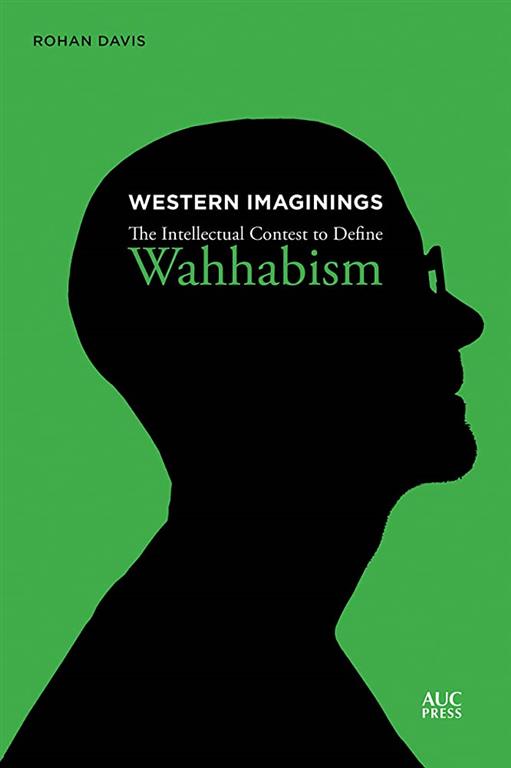 ROHAN DAVIS
WESTERN IMAGININGS
The Intellectual Contest to Define
Wahhabism
AUC
PRESS